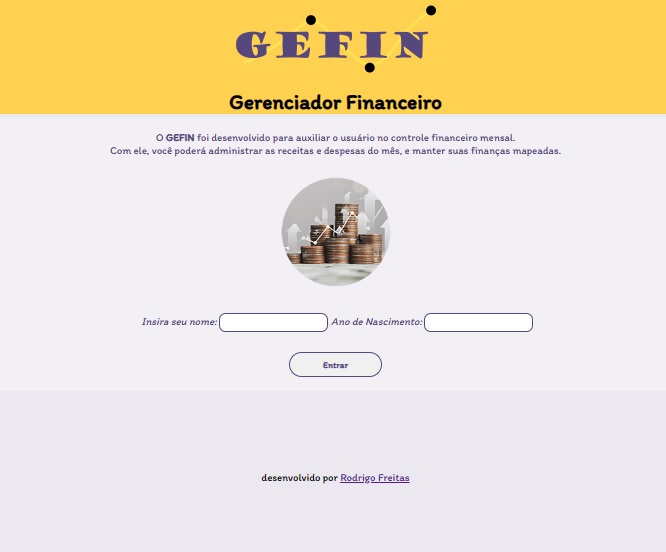 GEFIN
Gerenciador Financeiro
O GEFIN foi desenvolvido para auxiliar o usuário no controle financeiro mensal.
Com ele, você poderá administrar as receitas e despesas do mês, e manter suas finanças mapeadas.
Insira seu nome: Ano de Nascimento:
Entrar
desenvolvido por Rodrigo Freitas